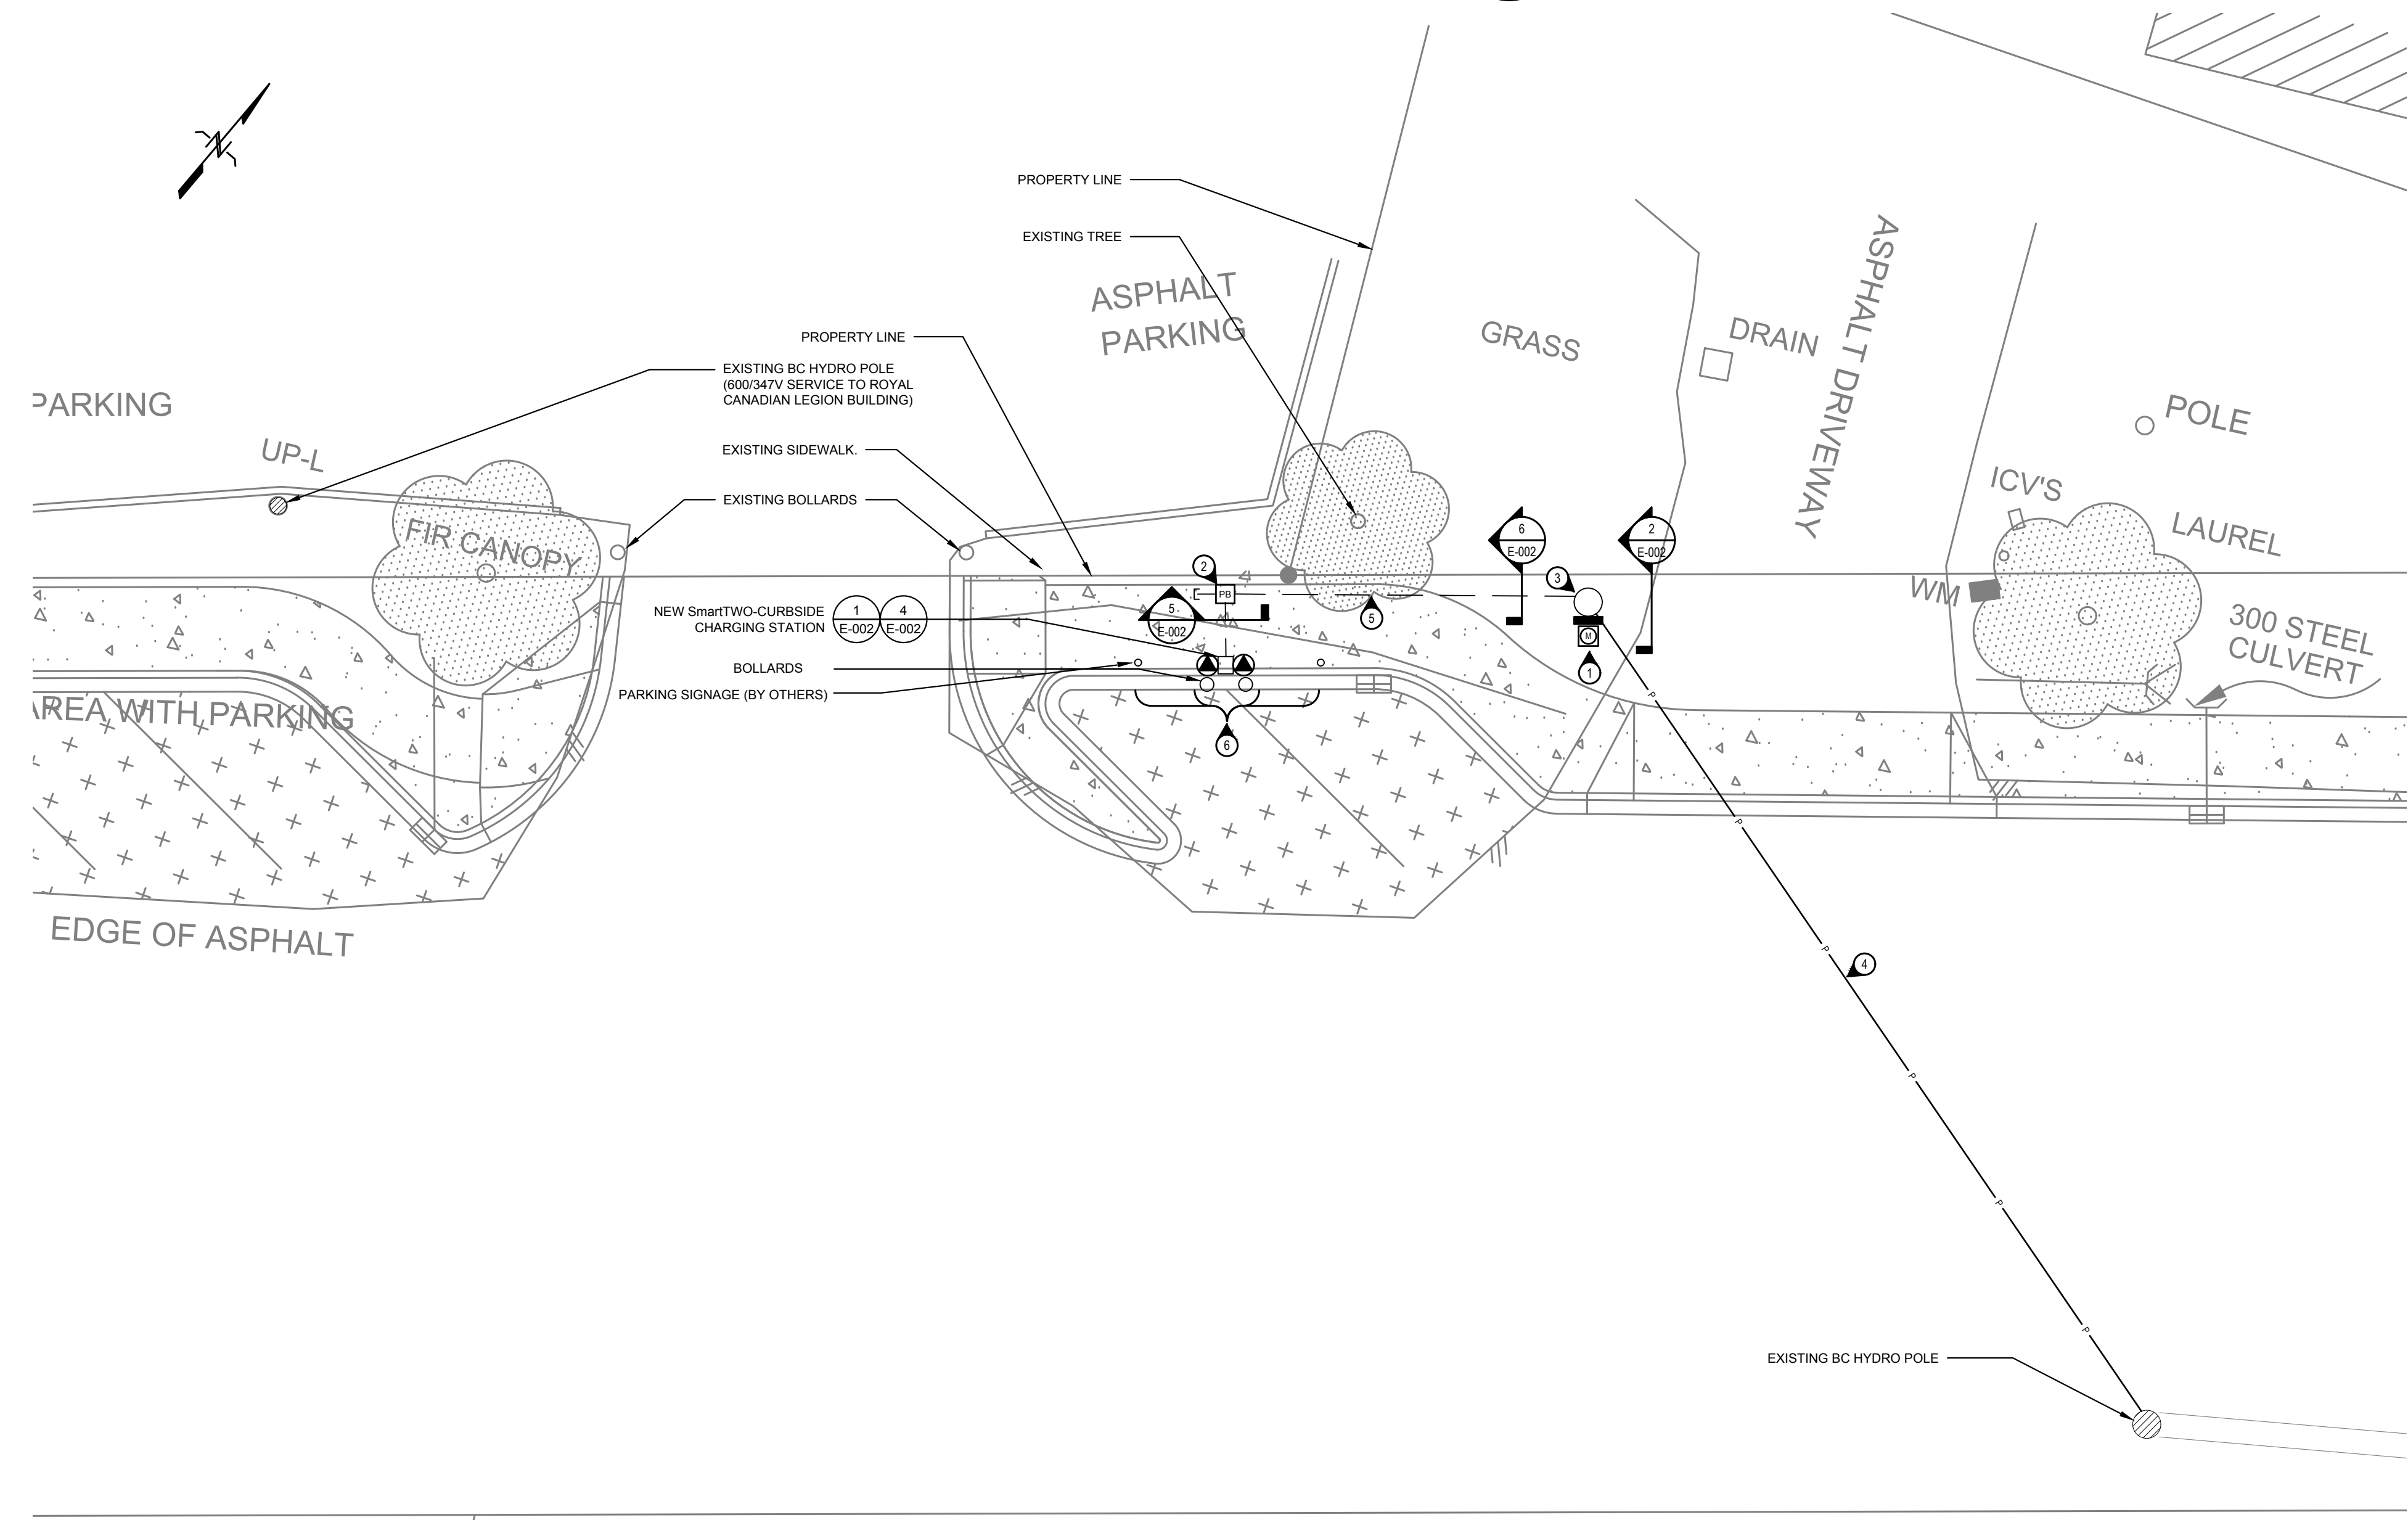 N
PROPERTY LINE
EXISTING TREE
ASPHALT
PARKING
PROPERTY LINE
EXISTING BC HYDRO POLE
(600/347V SERVICE TO ROYAL
CANADIAN LEGION BUILDING)
EXISTING SIDEWALK.
EXISTING BOLLARDS
PARKING
UP-L
FIR CANOPY
GRASS
DRAIN
ASPHALT DRIVEWAY
POLE
ICV'S
LAUREL
WM
300 STEEL
CULVERT
6
E-002
2
E-002
2
PB
3
5
E-002
5
M
1
NEW SmartTWO-CURBSIDE
CHARGING STATION
1
E-002
4
E-002
BOLLARDS
PARKING SIGNAGE (BY OTHERS)
6
AREA WITH PARKING
EDGE OF ASPHALT
P
P
P
4
P
P
P
EXISTING BC HYDRO POLE